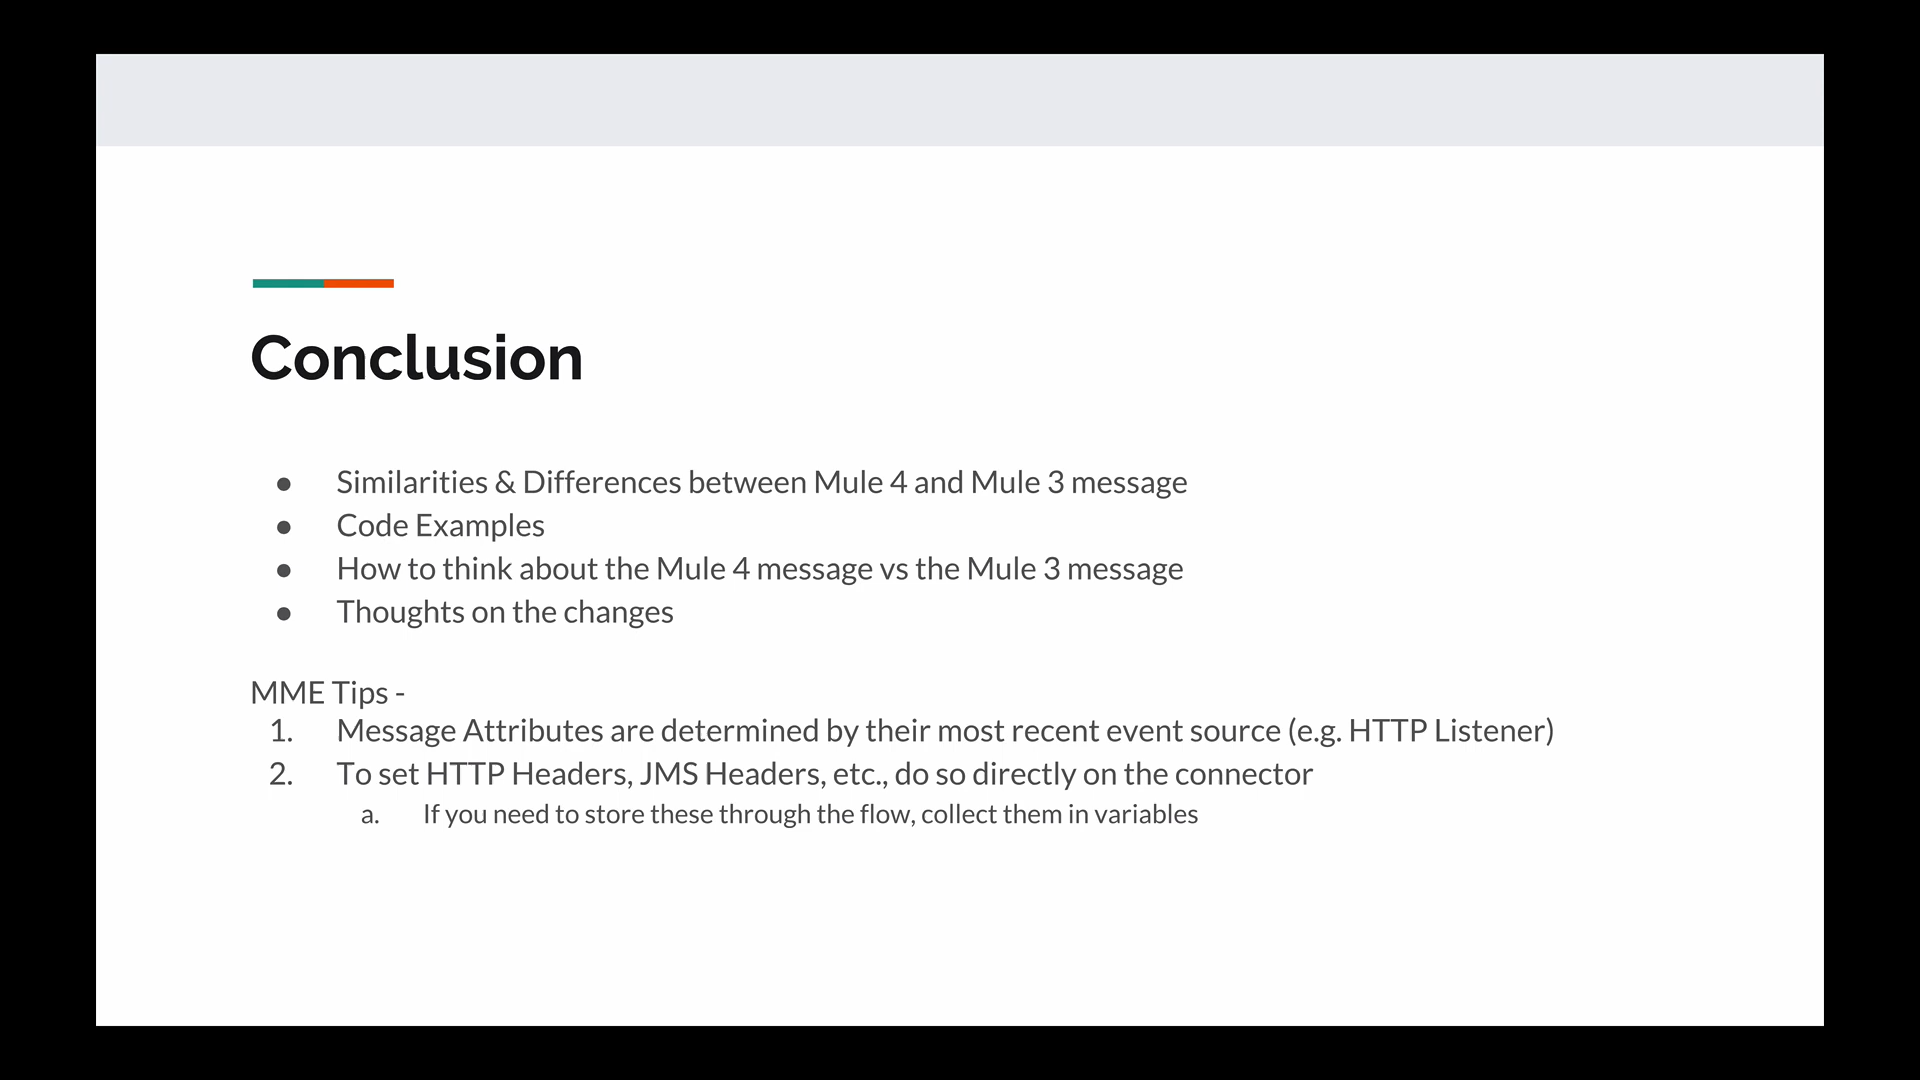 Conclusion
● Similarities & Differences between Mule 4 and Mule 3 message
● Code Examples
● How to think about the Mule 4 message vs the Mule 3 message
● Thoughts on the changes
MME Tips -
1. Message Attributes are determined by their most recent event source (e.g. HTTP Listener)
2. To set HTTP Headers, JMS Headers, etc., do so directly on the connector
a. If you need to store these through the flow, collect them in variables